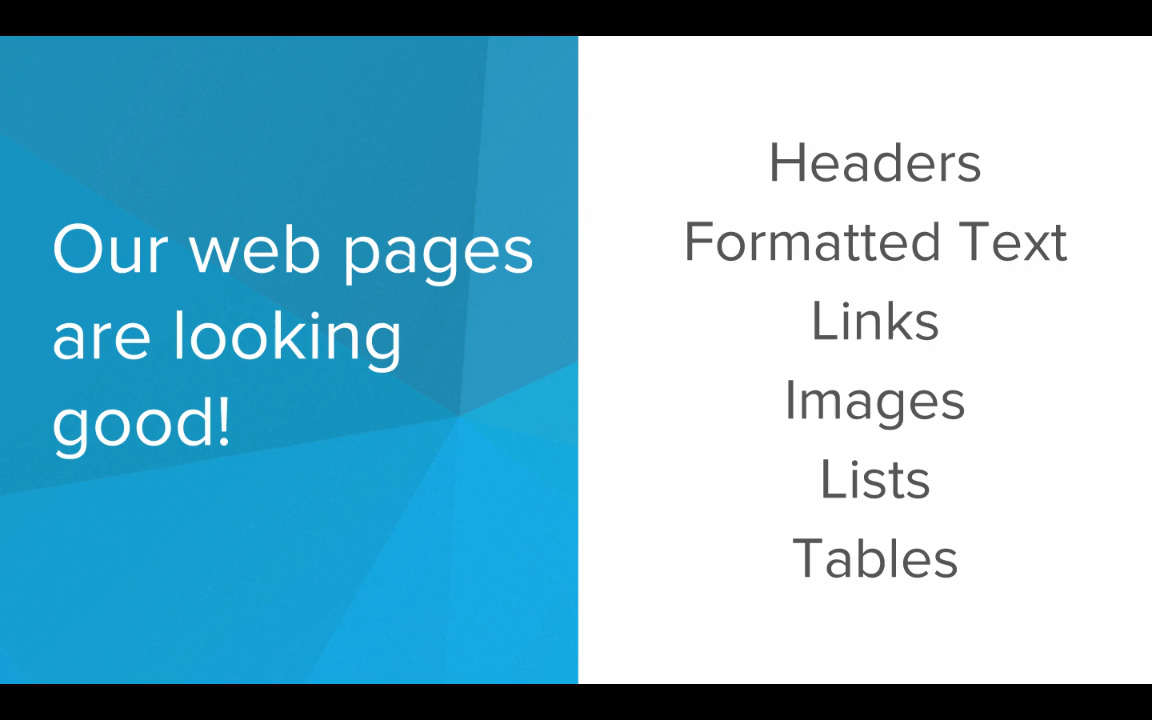 Our web pages
are looking
good!
Headers
Formatted Text
Links
Images
Lists
Tables